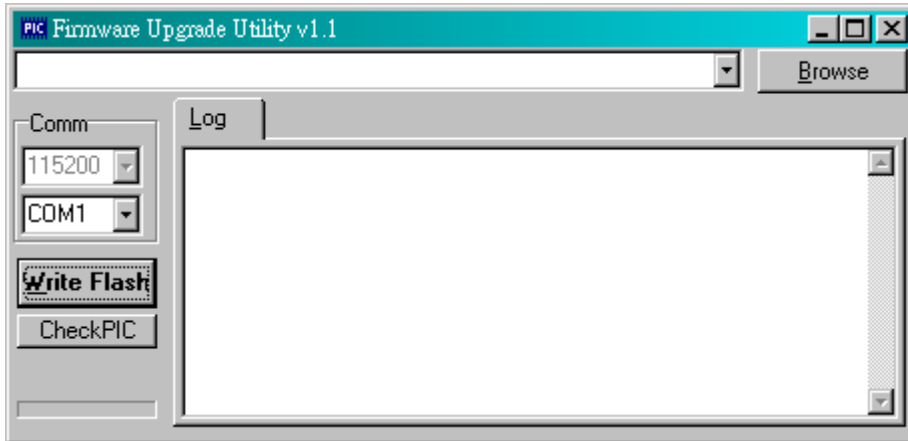 PIC Firmware Upgrade Utility v1.1
Browse
Comm
Log
115200
COM1
Write Flash
CheckPIC